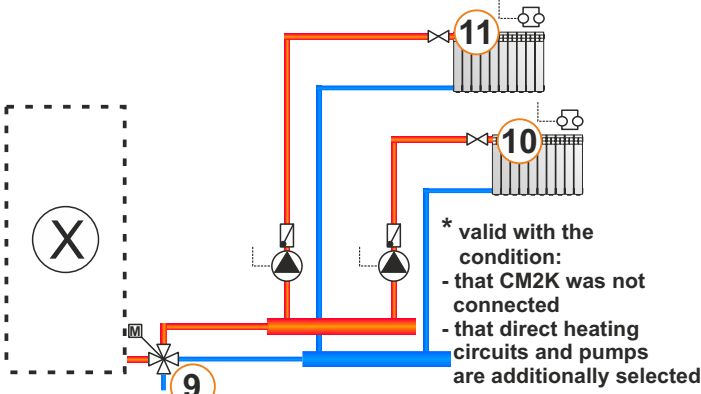 11
10
X
* valid with the
condition:
- that CM2K was not
connected
- that direct heating
circuits and pumps
are additionally selected
M
9